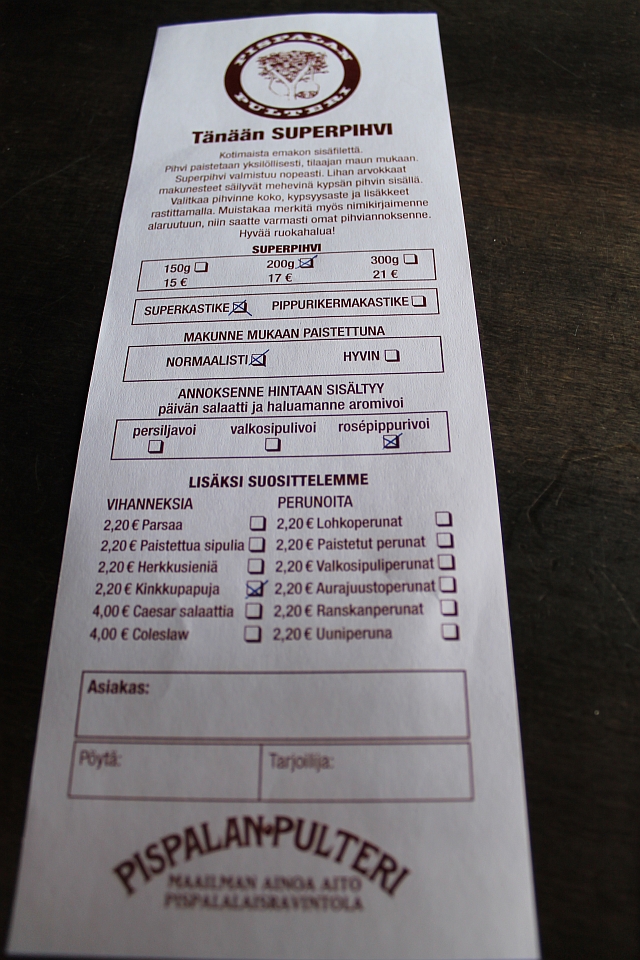 PISPALAN
PULTERI
Tänään SUPERPIHVI
Kotimaista emakon sisäfilettä.
Pihvi paistetaan yksilöllisesti, tilaajan maun mukaan.
Superpihvi valmistuu nopeasti. Lihan arvokkaat
makunesteet säilyvät mehevinä kypsän pihvin sisällä.
Valitkaa pihvinne koko, kypsyysaste ja lisäkkeet
rastittamalla. Muistakaa merkitä myös nimikirjaimenne
alaruutuun, niin saatte varmasti omat pihviannoksenne.
Hyvää ruokahalua!
SUPERPIHVI
150g 200g 300g
15 € 17 € 21 €
SUPERKASTIKE PIPPURIKERMAKASTIKE
MAKUNNE MUKAAN PAISTETTUNA
NORMAALISTI HYVIN
ANNOKSENNE HINTAAN SISÄLTYY
päivän salaatti ja haluamanne aromivoi
persiljavoi valkosipulivoi rosépippurivoi
LISÄKSI SUOSITTELEMME
VIHANNEKSIA PERUNOITA
2,20 € Parsaa 2,20 € Lohkoperunat
2,20 € Paistettua sipulia 2,20 € Paistetut perunat
2,20 € Herkkusieniä 2,20 € Valkosipuliperunat
2,20 € Kinkkupapuja 2,20 € Aurajuustoperunat
4,00 € Caesar salaattia 2,20 € Ranskanperunat
4,00 € Coleslaw 2,20 € Uuniperuna
Asiakas:
Pöytä: Tarjoilija:
PISPALAN PULTERI
MAAILMAN AINOA AITO
PISPALALAISRAVINTOLA